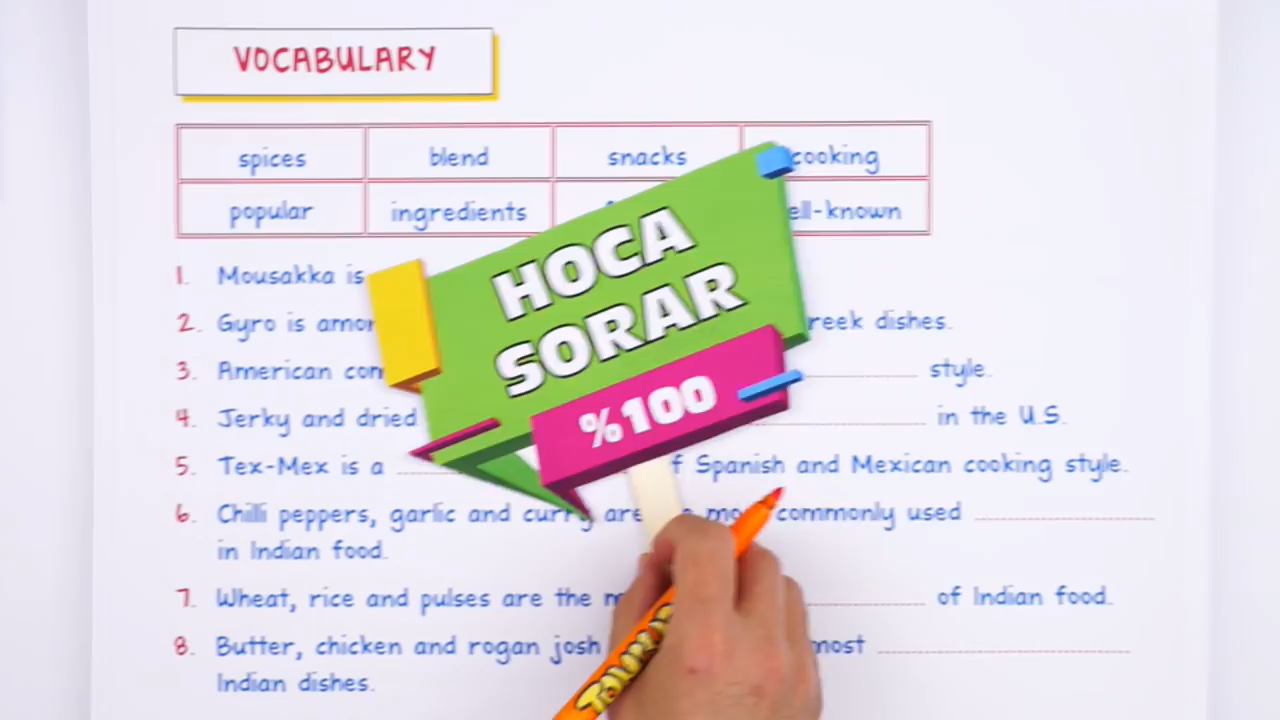 VOCABULARY
spices blend snacks cooking
popular ingredients ell-known
1. Mousakka is
2. Gyro is amon reek dishes.
3. American com style.
4. Jerky and dried in the U.S.
5. Tex-Mex is a f Spanish and Mexican cooking style.
6. Chilli peppers, garlic and curry are mo commonly used
in Indian food.
7. Wheat, rice and pulses are the m of Indian food.
8. Butter, chicken and rogan josh most
Indian dishes.
HOCA
SORAR
%100